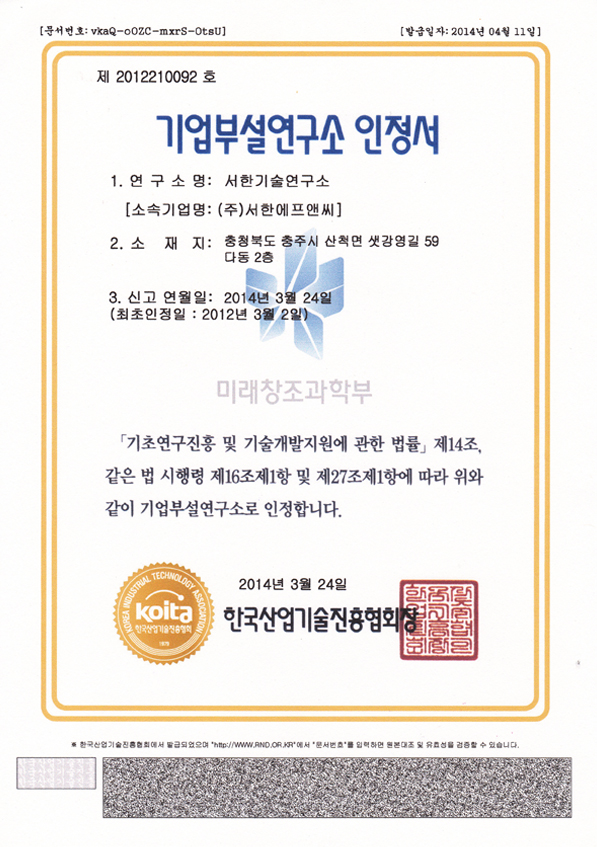 [문서번호: vkaQ-oOZC-mxrS-OtsU]
[발급일자: 2014년 04월 11일]
제 2012210092 호
기업부설연구소 인정서
1. 연 구 소 명: 서한기술연구소
[소속기업명: (주)서한에프앤씨]
2. 소 재 지: 충청북도 충주시 산척면 샛강영길 59
다동 2층
3. 신고 연월일: 2014년 3월 24일
(최초인정일 : 2012년 3월 2일)
미래창조과학부
「기초연구진흥 및 기술개발지원에 관한 법률」 제14조,
같은 법 시행령 제16조제1항 및 제27조제1항에 따라 위와
같이 기업부설연구소로 인정합니다.
2014년 3월 24일
한국산업기술진흥협회장
KOREA INDUSTRIAL TECHNOLOGY ASSOCIATION
koita
한국산업기술진흥협회
1979
※ 한국산업기술진흥협회에서 발급되었으며 "http://WWW.RND.OR.KR"에서 "문서번호"를 입력하면 원본대조 및 유효성을 검증할 수 있습니다.